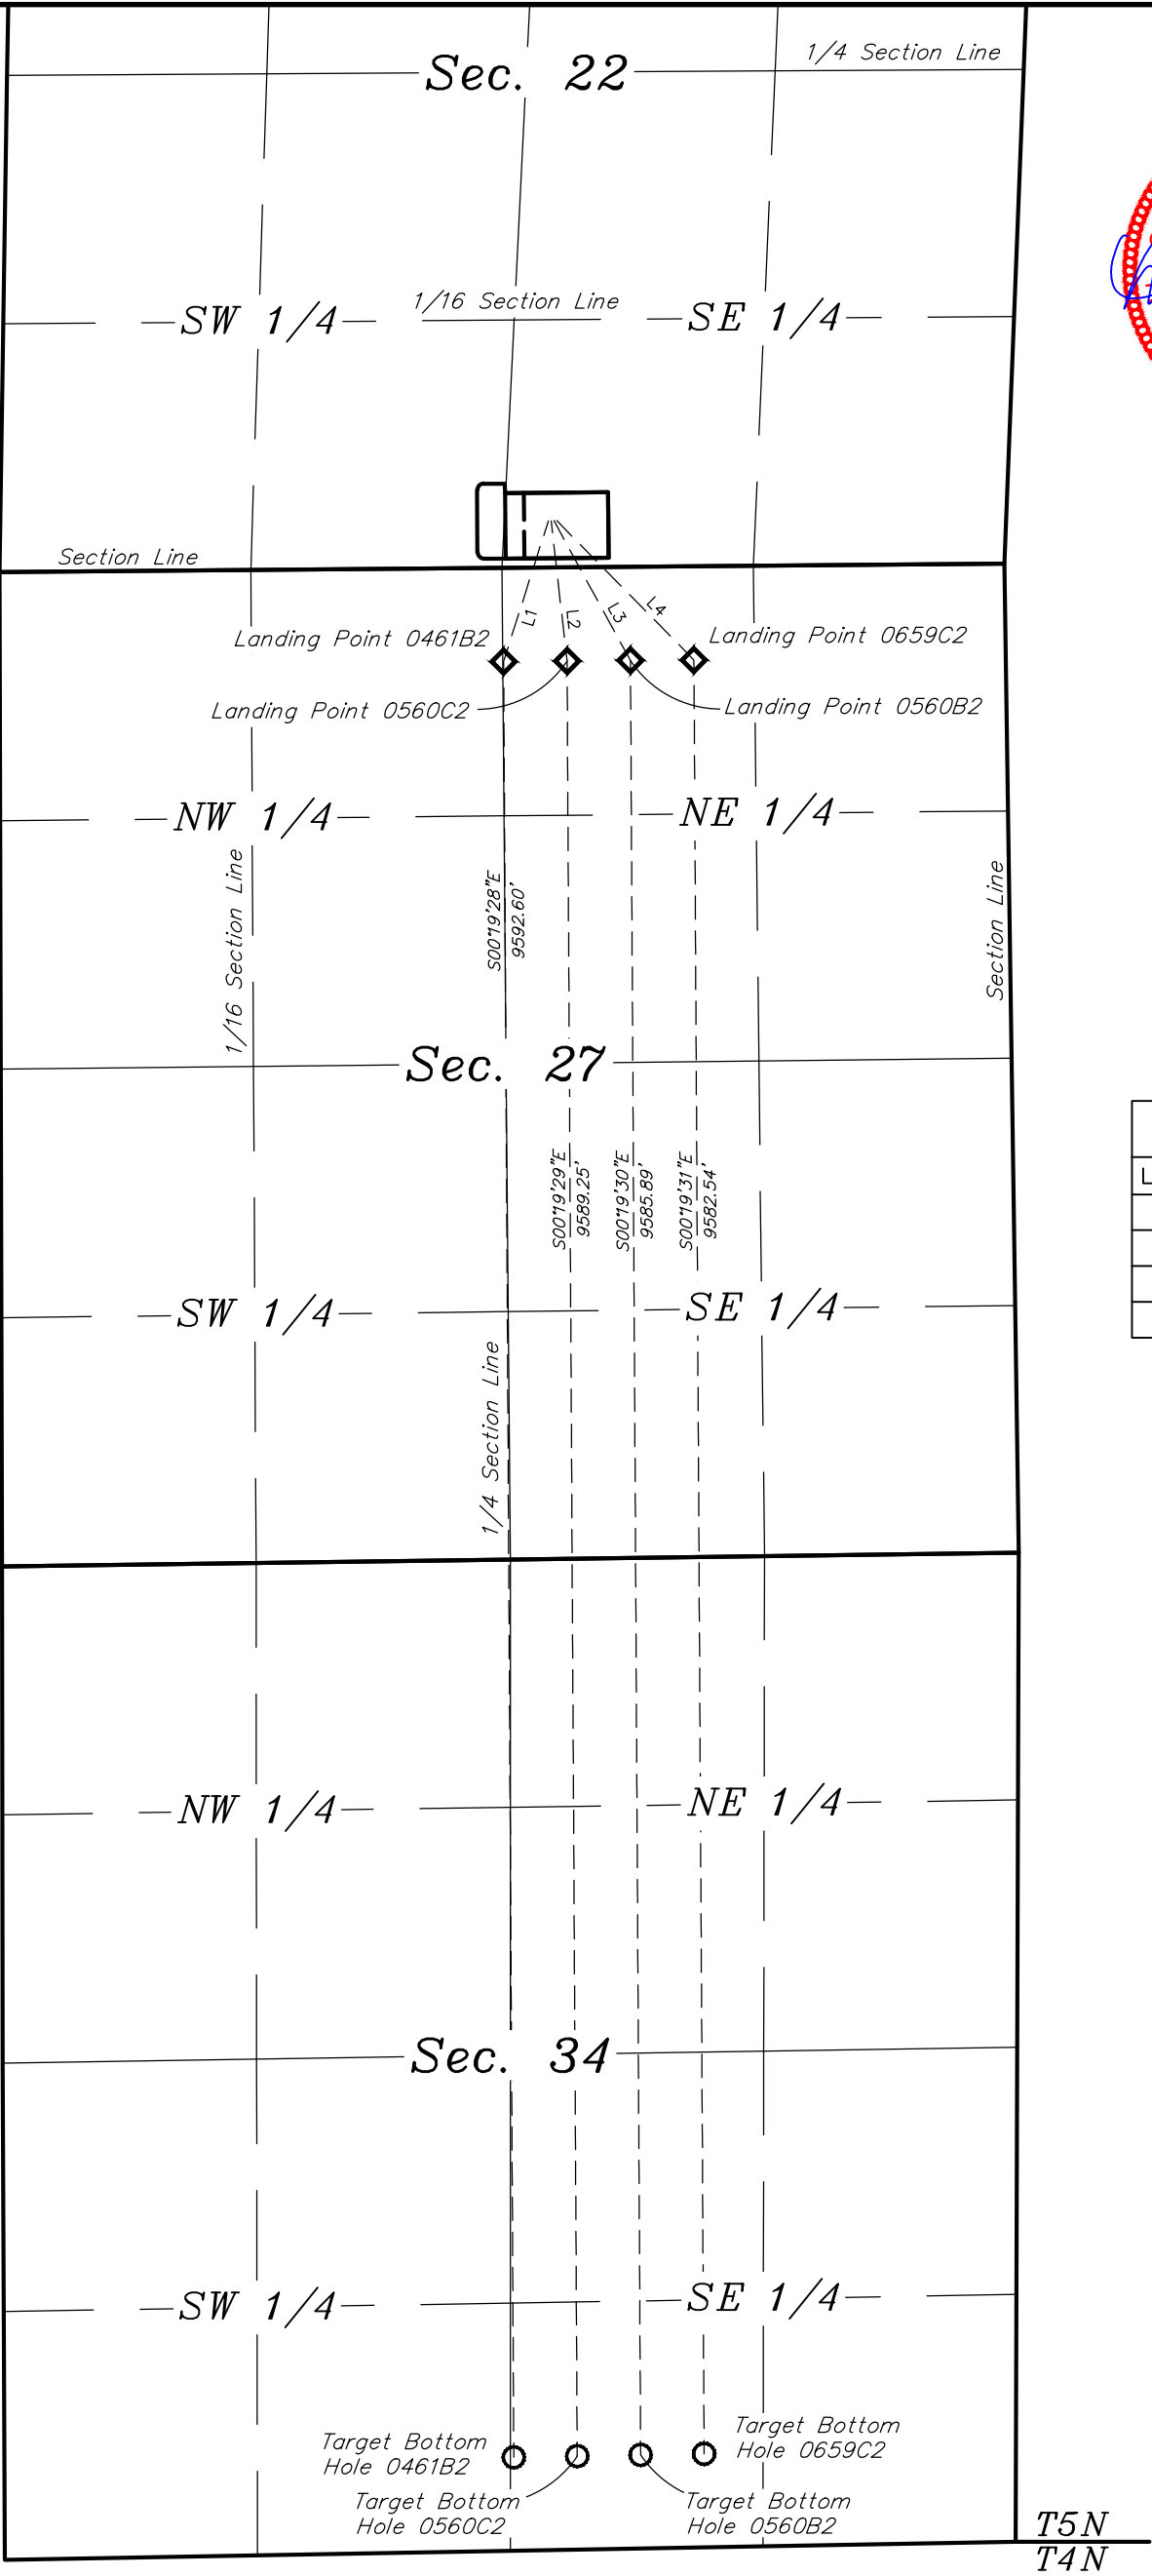 1/4 Section Line
Sec. 22
1/16 Section Line
SW 1/4
SE 1/4
Section Line
L1
L2
L3
L4
Landing Point 0461B2
Landing Point 0659C2
Landing Point 0560C2
Landing Point 0560B2
NW 1/4
NE 1/4
1/16 Section Line
S00°19'28"E
9592.60'
Section Line
Sec. 27
S00°19'29"E
9589.25'
S00°19'30"E
9585.89'
S00°19'31"E
9582.54'
SW 1/4
SE 1/4
1/4 Section Line
NW 1/4
NE 1/4
Sec. 34
SW 1/4
SE 1/4
Target Bottom
Hole 0461B2
Target Bottom
Hole 0659C2
Target Bottom
Hole 0560C2
Target Bottom
Hole 0560B2
T5N
T4N